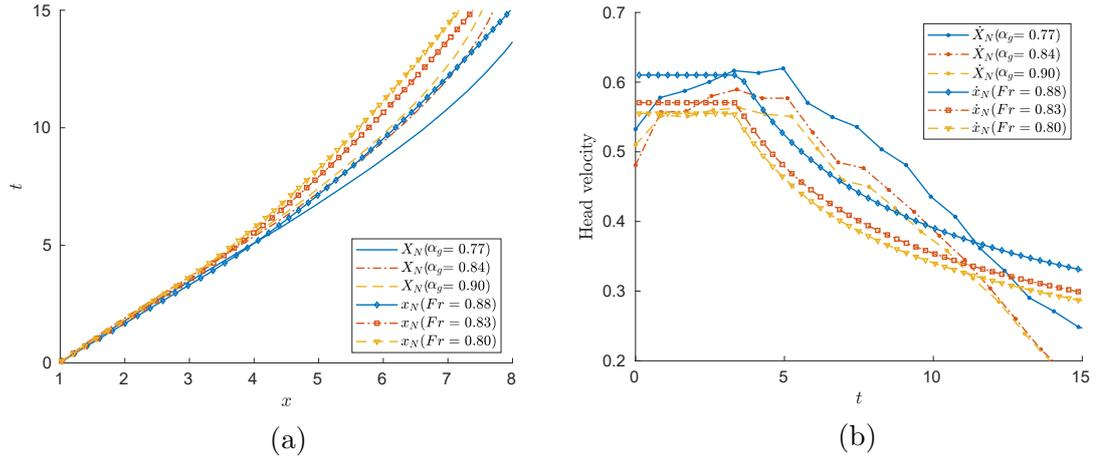 15
10
5
0
t
1 2 3 4 5 6 7 8
x
X_N(α_g= 0.77)
X_N(α_g= 0.84)
X_N(α_g= 0.90)
x_N(Fr = 0.88)
x_N(Fr = 0.83)
x_N(Fr = 0.80)
(a)
0.7
0.6
0.5
0.4
0.3
0.2
Head velocity
0 5 10 15
t
Ẋ_N(α_g= 0.77)
Ẋ_N(α_g= 0.84)
Ẋ_N(α_g= 0.90)
ẋ_N(Fr = 0.88)
ẋ_N(Fr = 0.83)
ẋ_N(Fr = 0.80)
(b)